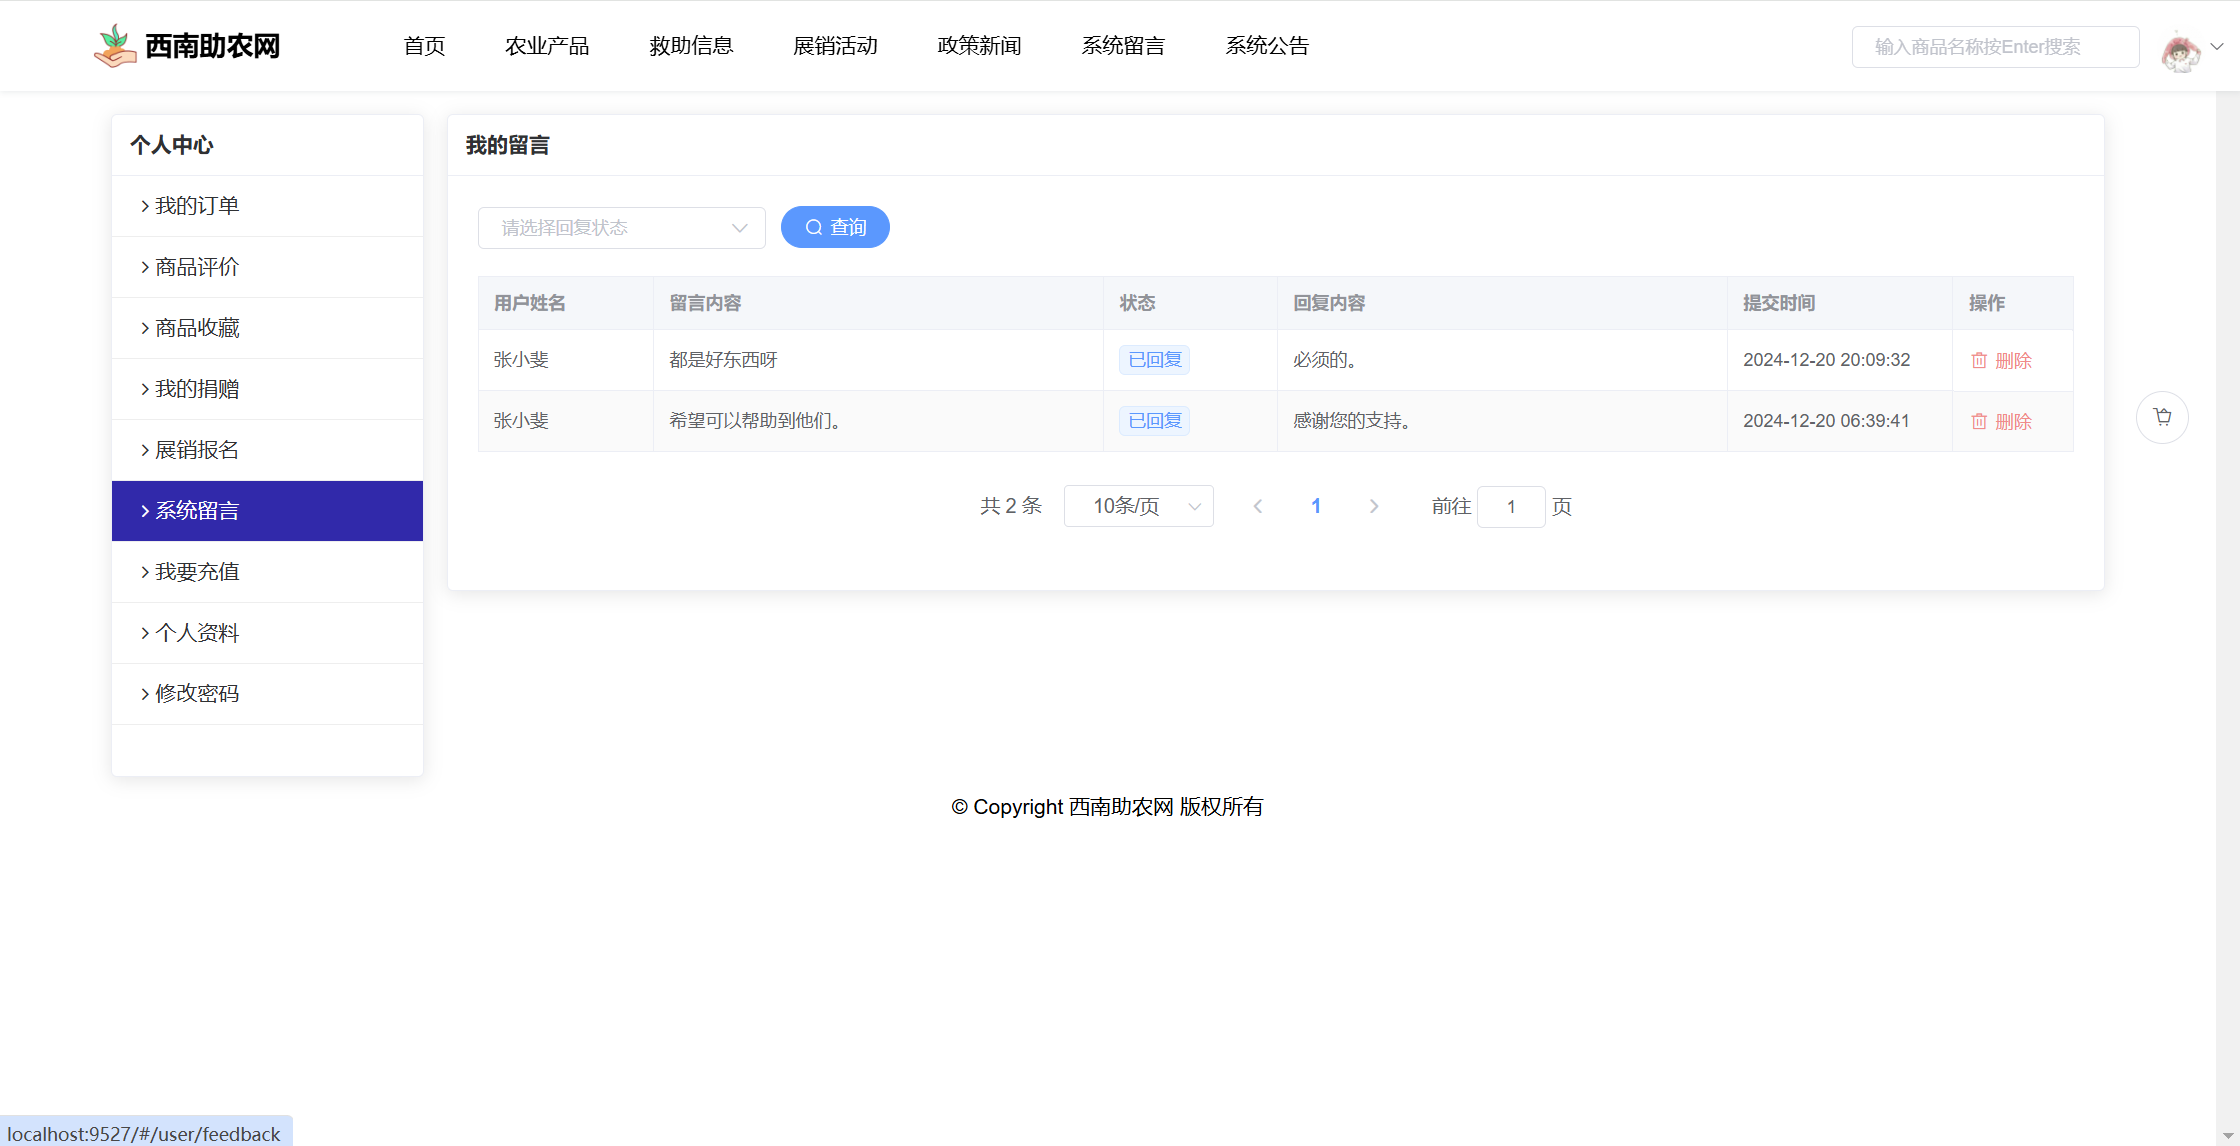 西南助农网
首页 农业产品 救助信息 展销活动 政策新闻 系统留言 系统公告
输入商品名称按Enter搜索
个人中心
我的订单
商品评价
商品收藏
我的捐赠
展销报名
系统留言
我要充值
个人资料
修改密码
我的留言
请选择回复状态 查询
用户姓名 留言内容 状态 回复内容 提交时间 操作
张小斐 都是好东西呀 已回复 必须的。 2024-12-20 20:09:32 删除
张小斐 希望可以帮助到他们。 已回复 感谢您的支持。 2024-12-20 06:39:41 删除
共 2 条 10条/页 1 前往 1 页
© Copyright 西南助农网 版权所有
localhost:9527/#/user/feedback